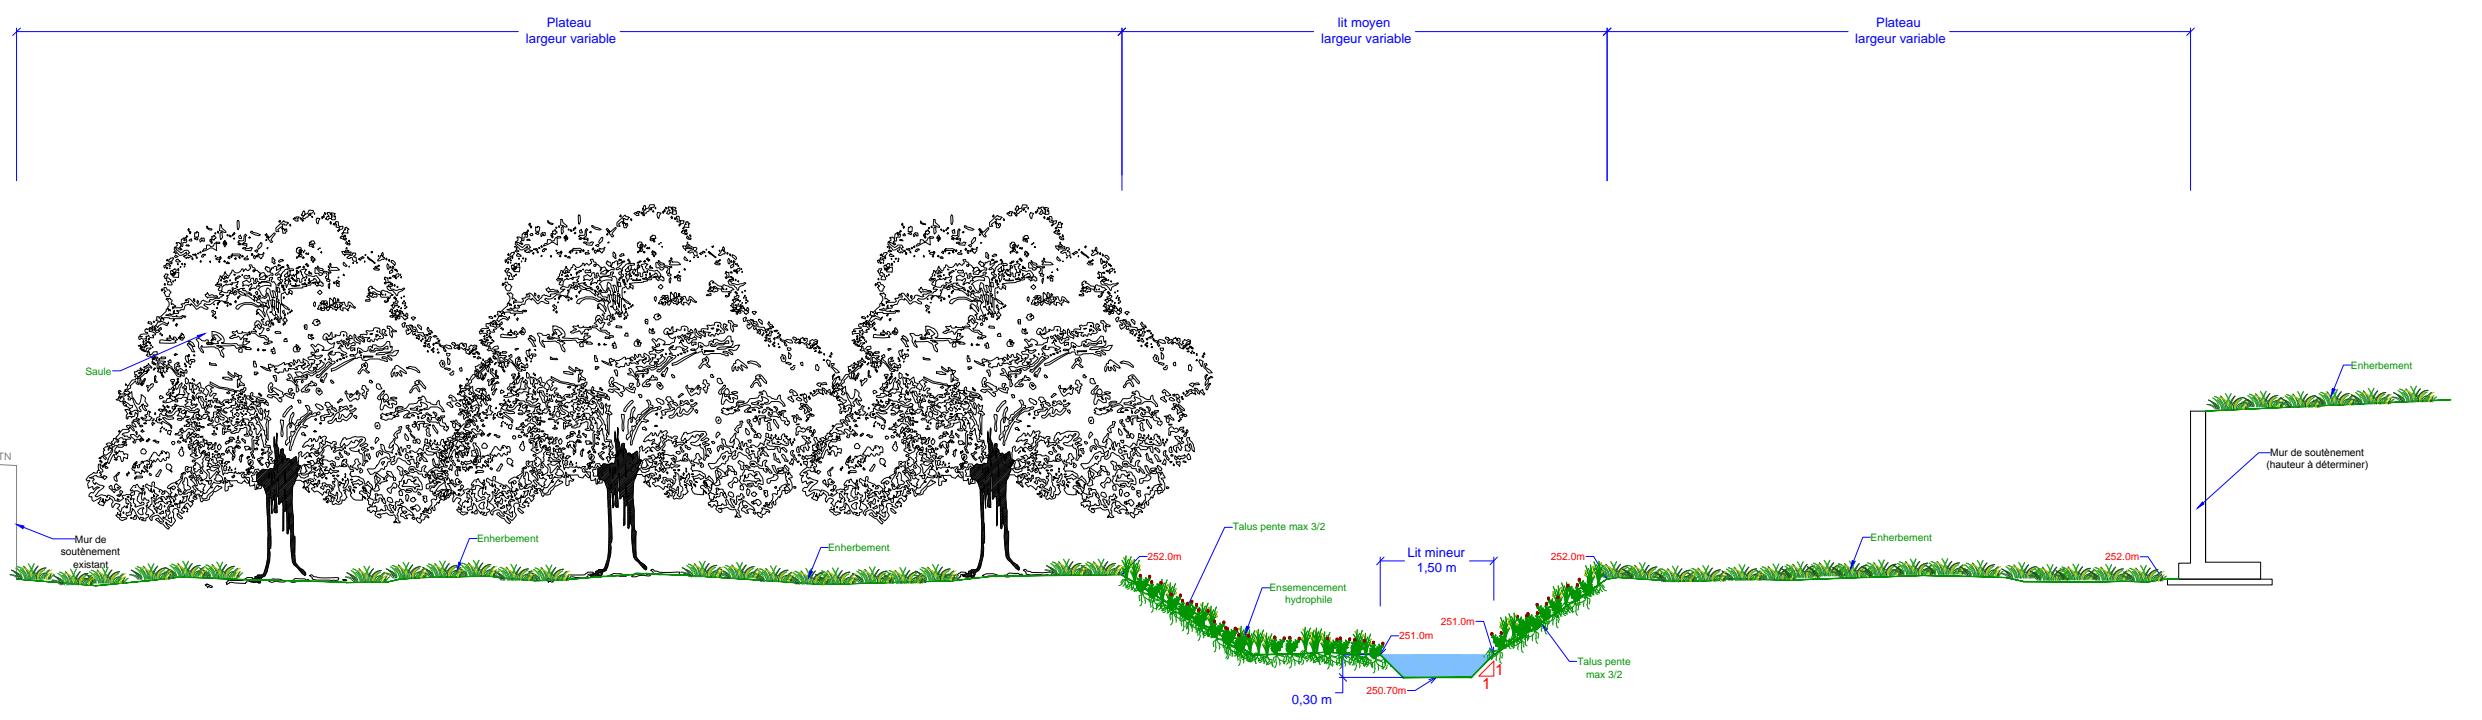 Plateau
largeur variable
lit moyen
largeur variable
Plateau
largeur variable
Saule
TN
Mur de
soutènement
existant
Enherbement
Enherbement
252.0m
Talus pente max 3/2
Ensemencement
hydrophile
Lit mineur
1,50 m
251.0m
251.0m
0,30 m
250.70m
1
1
252.0m
Talus pente
max 3/2
Enherbement
252.0m
Enherbement
Mur de soutènement
(hauteur à déterminer)